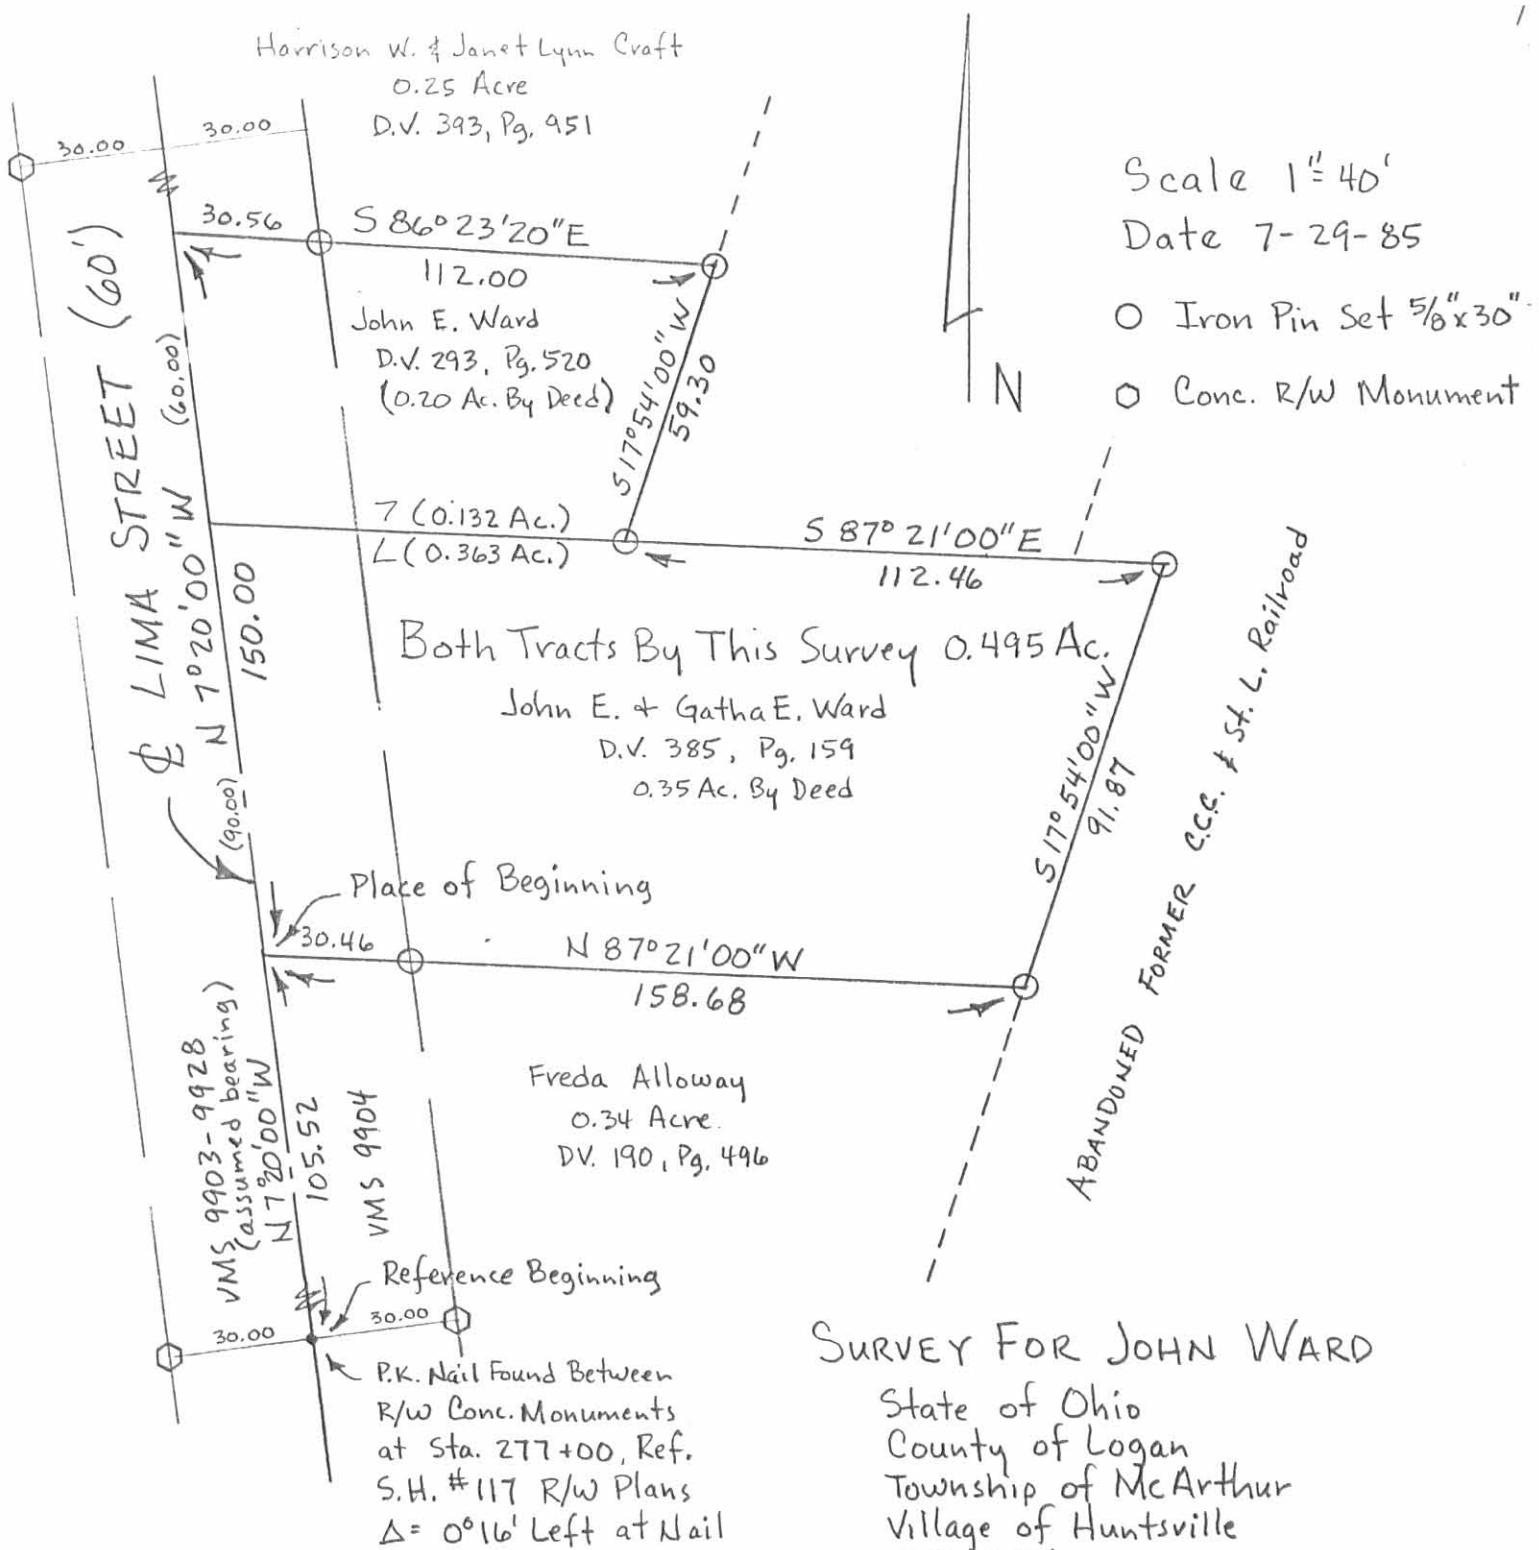 Harrison W. & Janet Lynn Craft
0.25 Acre
D.V. 393, Pg. 951
30.00
30.00
Scale 1"=40'
Date 7-29-85
○ Iron Pin Set 5/8"x30"
⬡ Conc. R/W Monument
N
30.56
S 86°23'20"E
112.00
John E. Ward
D.V. 293, Pg. 520
(0.20 Ac. By Deed)
S 17°54'00"W
59.30
℄ LIMA STREET (60')
N 7°20'00"W (60.00)
150.00
(90.00)
7 (0.132 Ac.)
L (0.363 Ac.)
S 87°21'00"E
112.46
Both Tracts By This Survey 0.495 Ac.
John E. & Gatha E. Ward
D.V. 385, Pg. 159
0.35 Ac. By Deed
S 17°54'00"W
91.87
ABANDONED FORMER C.C.C. & St. L. Railroad
Place of Beginning
30.46
N 87°21'00"W
158.68
VMS 9903-9928
(assumed bearing)
N 7°20'00"W
105.52
VMS 9904
Freda Alloway
0.34 Acre
DV. 190, Pg. 496
Reference Beginning
30.00
30.00
P.K. Nail Found Between
R/W Conc. Monuments
at Sta. 277+00, Ref.
S.H. #117 R/W Plans
Δ= 0°16' Left at Nail
SURVEY FOR JOHN WARD
State of Ohio
County of Logan
Township of McArthur
Village of Huntsville